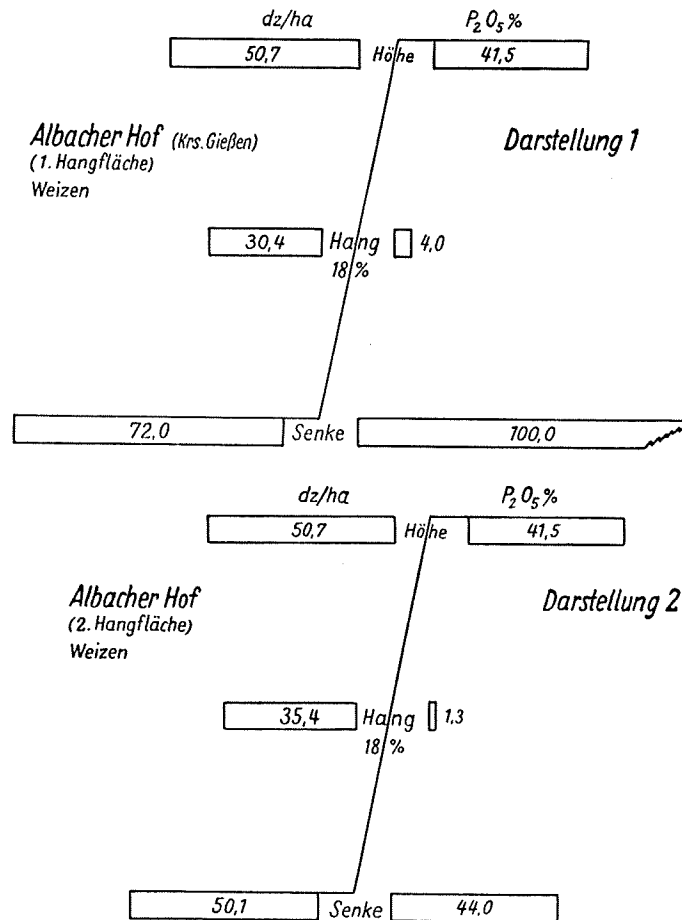 dz/ha P₂O₅%
50,7 Höhe 41,5
Albacher Hof (Krs. Gießen) Darstellung 1
(1. Hangfläche)
Weizen
30,4 Hang 4,0
18 %
72,0 Senke 100,0
dz/ha P₂O₅%
50,7 Höhe 41,5
Albacher Hof Darstellung 2
(2. Hangfläche)
Weizen
35,4 Hang 1,3
18 %
50,1 Senke 44,0